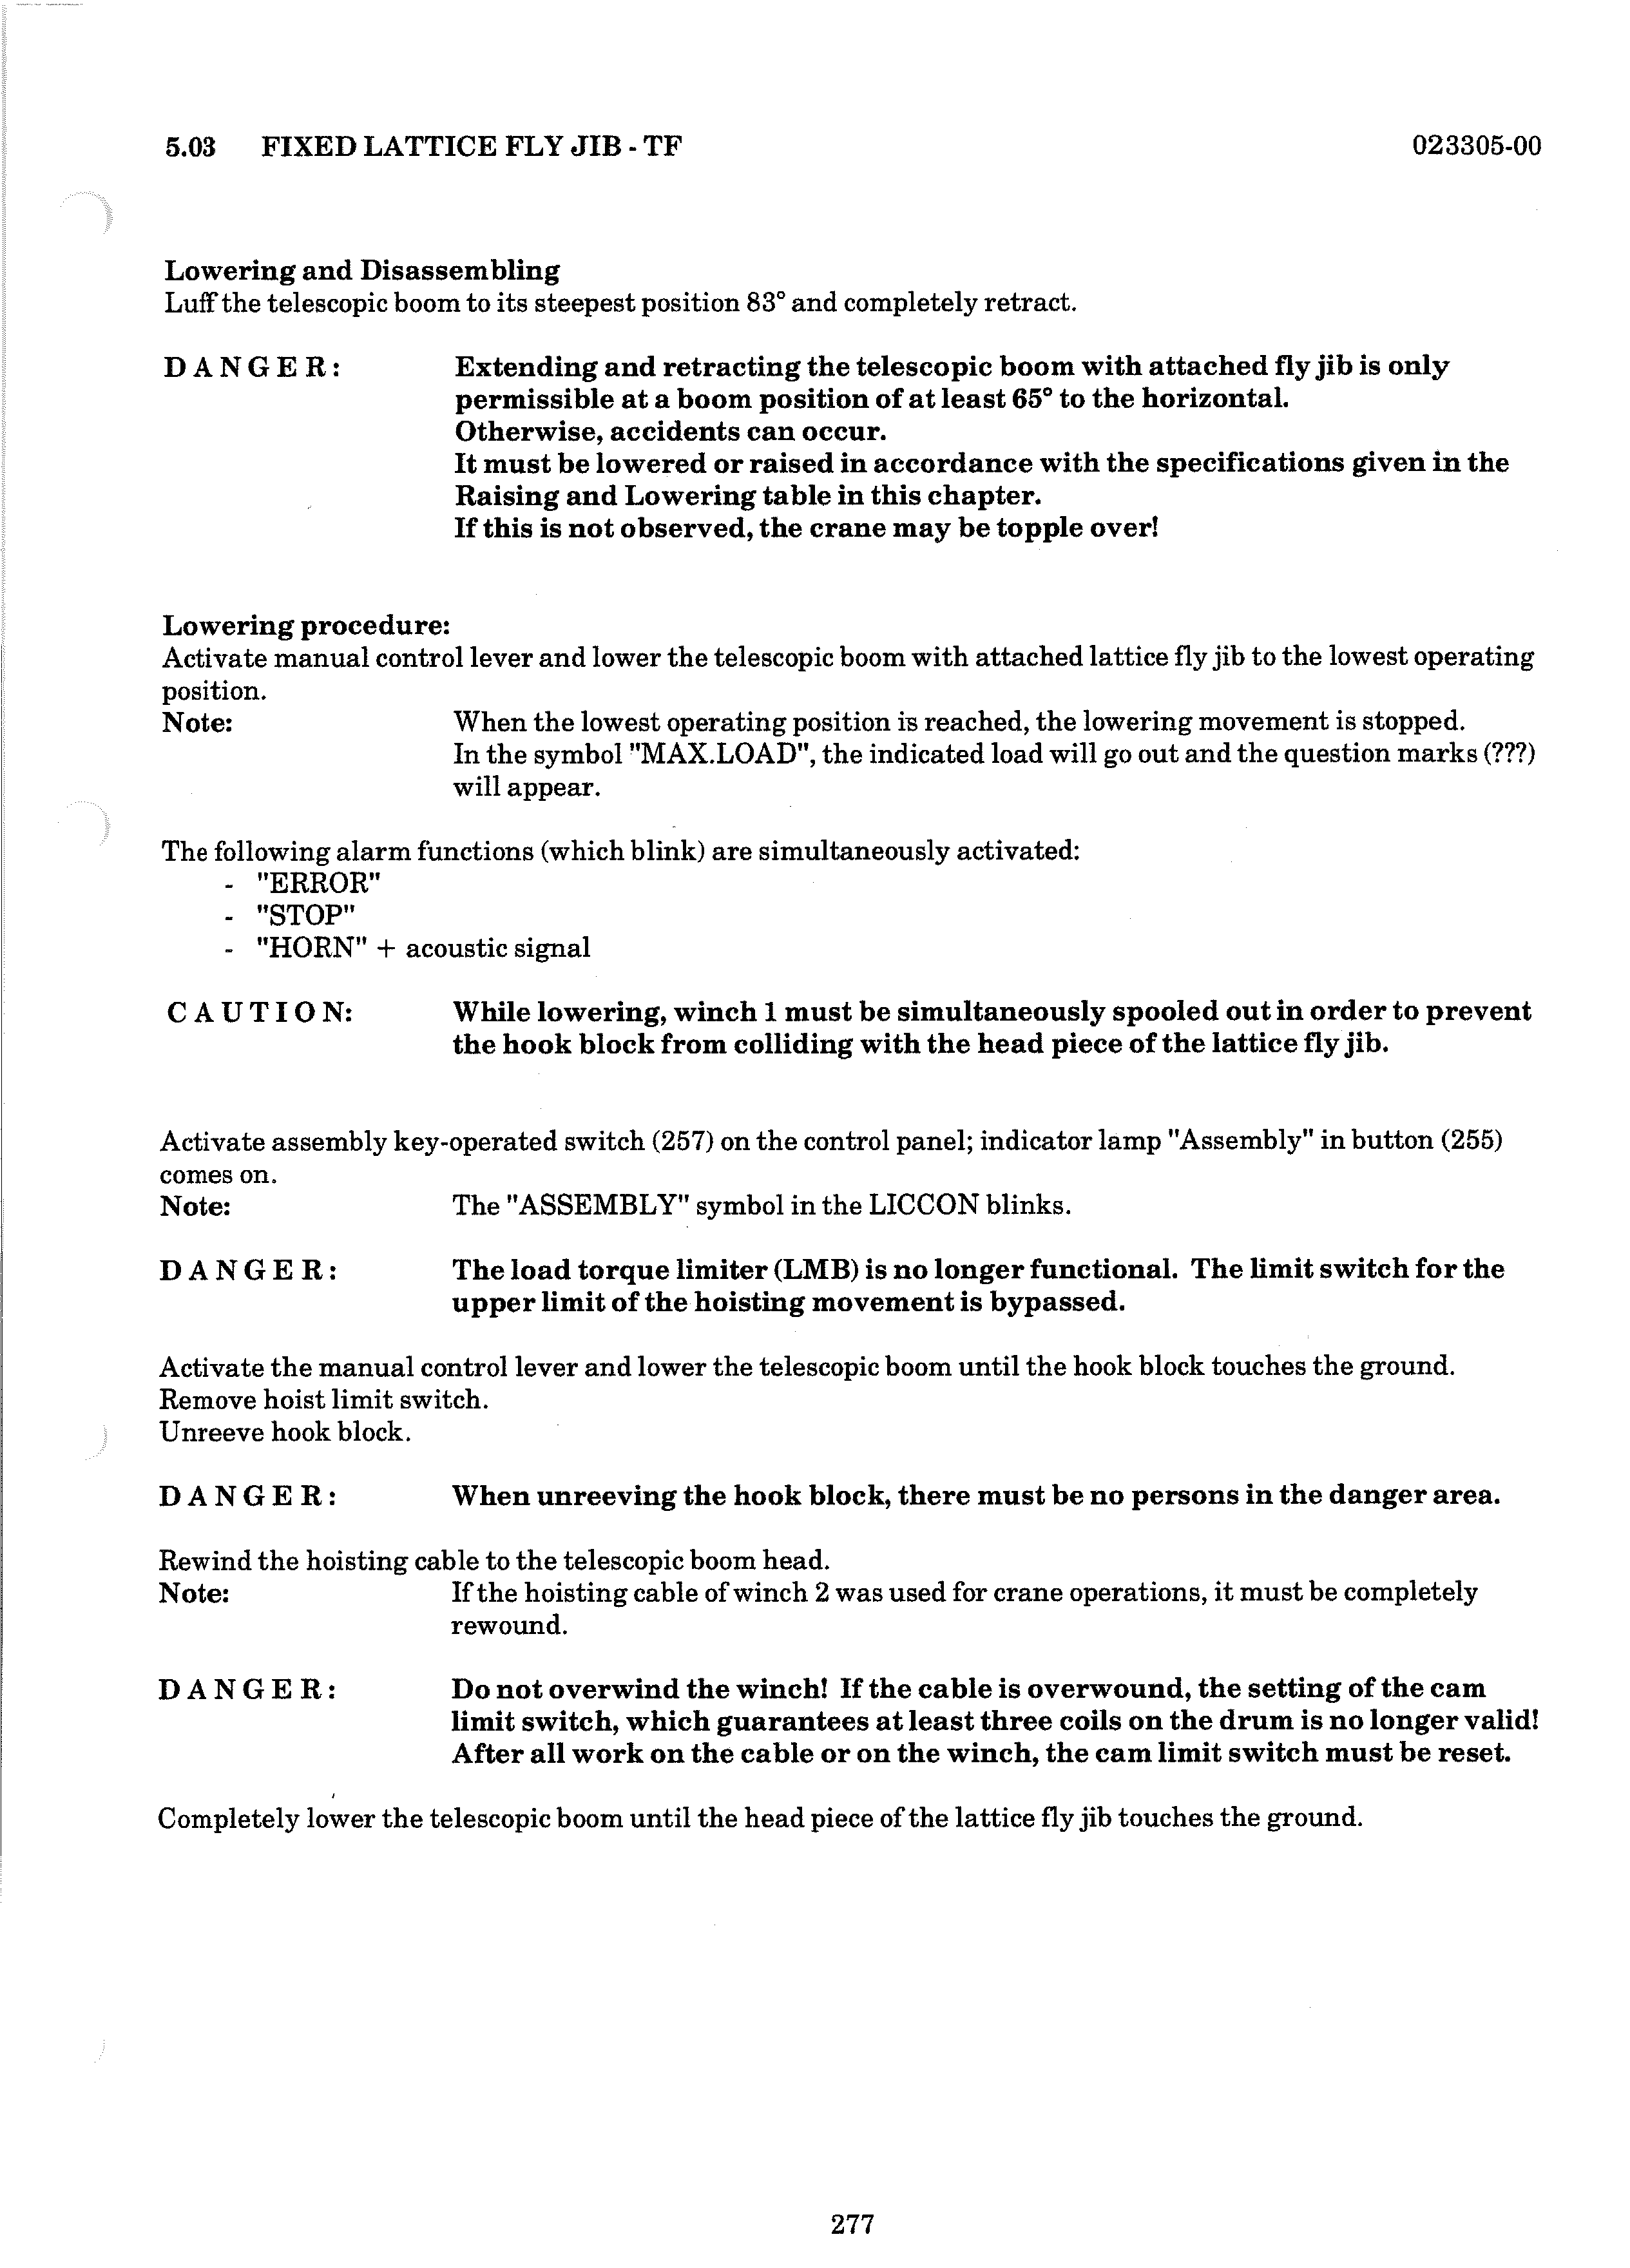 5.03 FIXED LATTICE FLY JIB - TF 023305-00
Lowering and Disassembling
Luff the telescopic boom to its steepest position 83° and completely retract.
D A N G E R : Extending and retracting the telescopic boom with attached fly jib is only
permissible at a boom position of at least 65° to the horizontal.
Otherwise, accidents can occur.
It must be lowered or raised in accordance with the specifications given in the
Raising and Lowering table in this chapter.
If this is not observed, the crane may be topple over!
Lowering procedure:
Activate manual control lever and lower the telescopic boom with attached lattice fly jib to the lowest operating
position.
Note: When the lowest operating position is reached, the lowering movement is stopped.
In the symbol "MAX.LOAD", the indicated load will go out and the question marks (???)
will appear.
The following alarm functions (which blink) are simultaneously activated:
- "ERROR"
- "STOP"
- "HORN" + acoustic signal
C A U T I O N: While lowering, winch 1 must be simultaneously spooled out in order to prevent
the hook block from colliding with the head piece of the lattice fly jib.
Activate assembly key-operated switch (257) on the control panel; indicator lamp "Assembly" in button (255)
comes on.
Note: The "ASSEMBLY" symbol in the LICCON blinks.
D A N G E R : The load torque limiter (LMB) is no longer functional. The limit switch for the
upper limit of the hoisting movement is bypassed.
Activate the manual control lever and lower the telescopic boom until the hook block touches the ground.
Remove hoist limit switch.
Unreeve hook block.
D A N G E R : When unreeving the hook block, there must be no persons in the danger area.
Rewind the hoisting cable to the telescopic boom head.
Note: If the hoisting cable of winch 2 was used for crane operations, it must be completely
rewound.
D A N G E R : Do not overwind the winch! If the cable is overwound, the setting of the cam
limit switch, which guarantees at least three coils on the drum is no longer valid!
After all work on the cable or on the winch, the cam limit switch must be reset.
Completely lower the telescopic boom until the head piece of the lattice fly jib touches the ground.
277